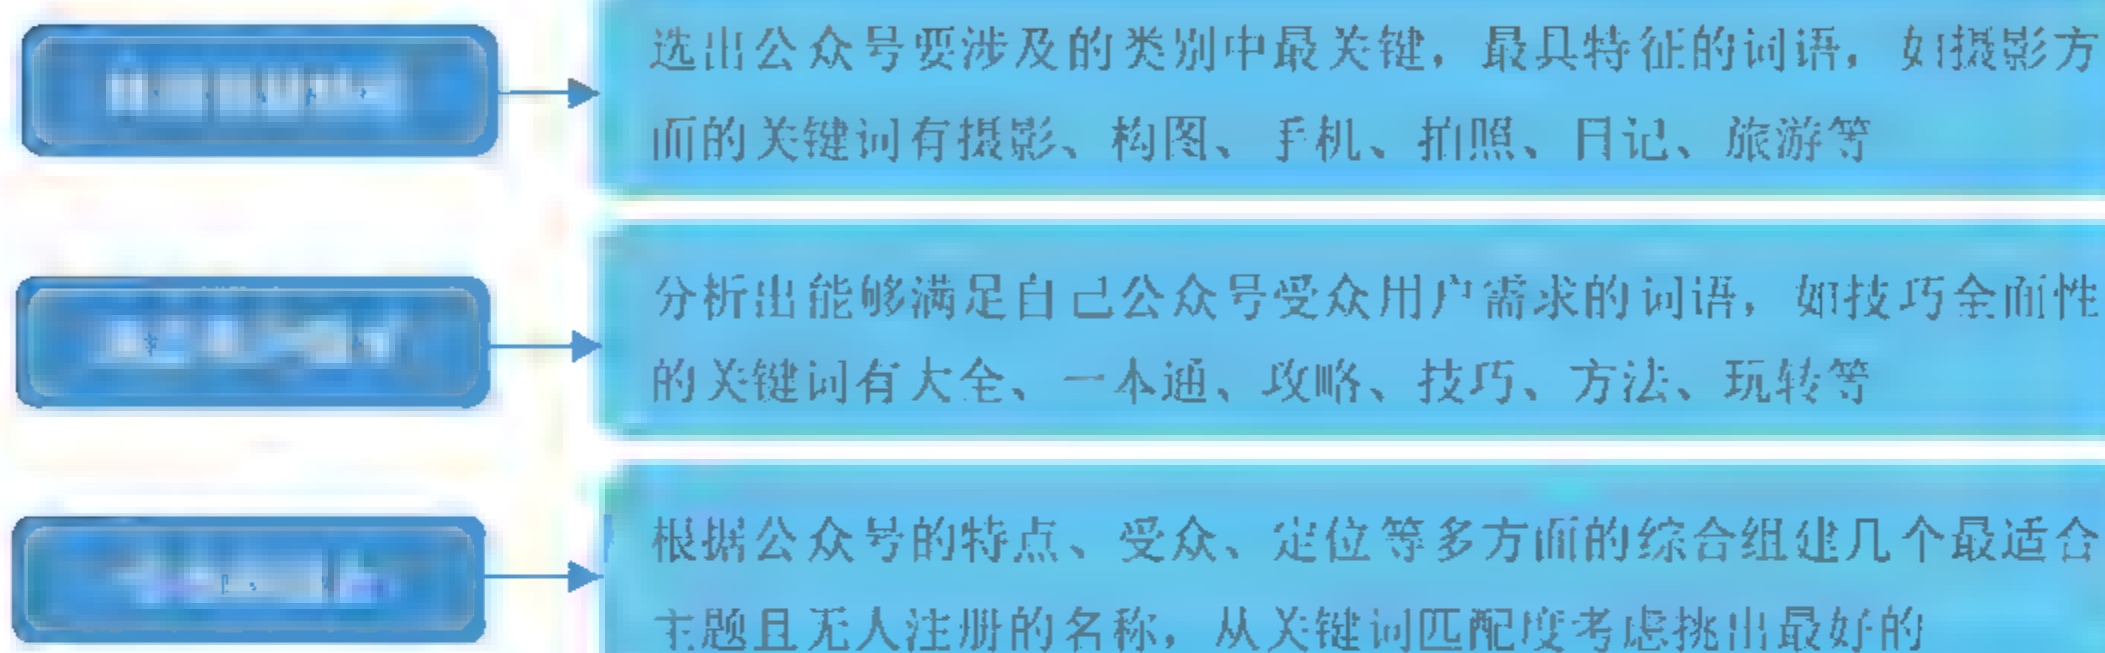 选出公众号要涉及的类别中最关键，最具特征的词语，如摄影方
面的关键词有摄影、构图、手机、拍照、日记、旅游等
分析出能够满足自己公众号受众用户需求的词语，如技巧全面性
的关键词有大全、一本通、攻略、技巧、方法、玩转等
根据公众号的特点、受众、定位等多方面的综合组建几个最适合
主题且无人注册的名称，从关键词匹配度考虑挑出最好的